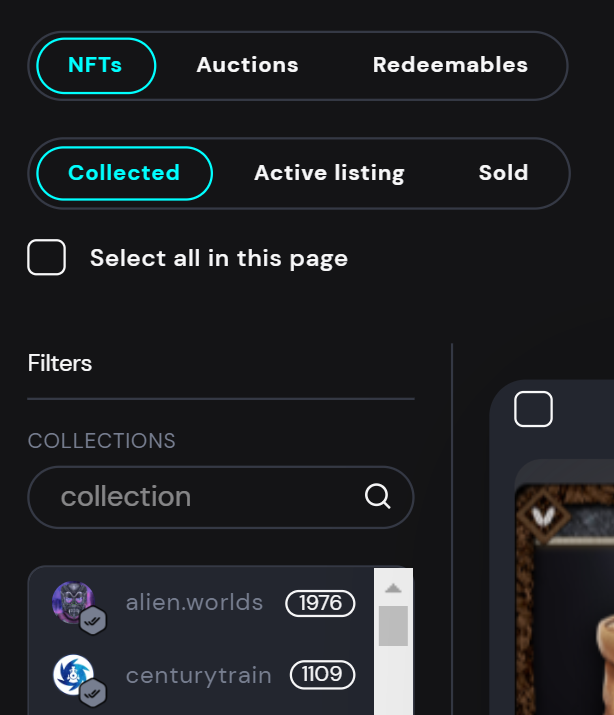 NFTs Auctions Redeemables
Collected Active listing Sold
Select all in this page
Filters
COLLECTIONS
collection
alien.worlds 1976
centurytrain 1109